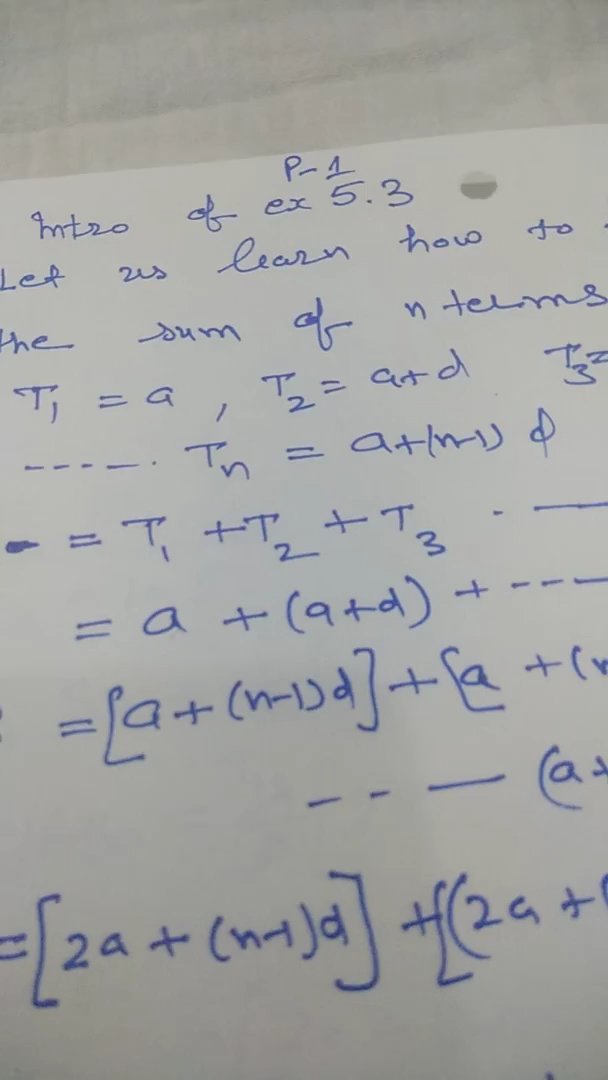 P-1
Intro of ex 5.3
Let us learn how to
the sum of n terms
T₁ = a , T₂ = a+d T₃=
-----. Tₙ = a+(n-1) d
= T₁ +T₂ +T₃ . —
= a + (a+d) + ---
=[a+(n-1)d]+[a +(n
- - — (a+
=[2a+(n-1)d] +[(2a +(